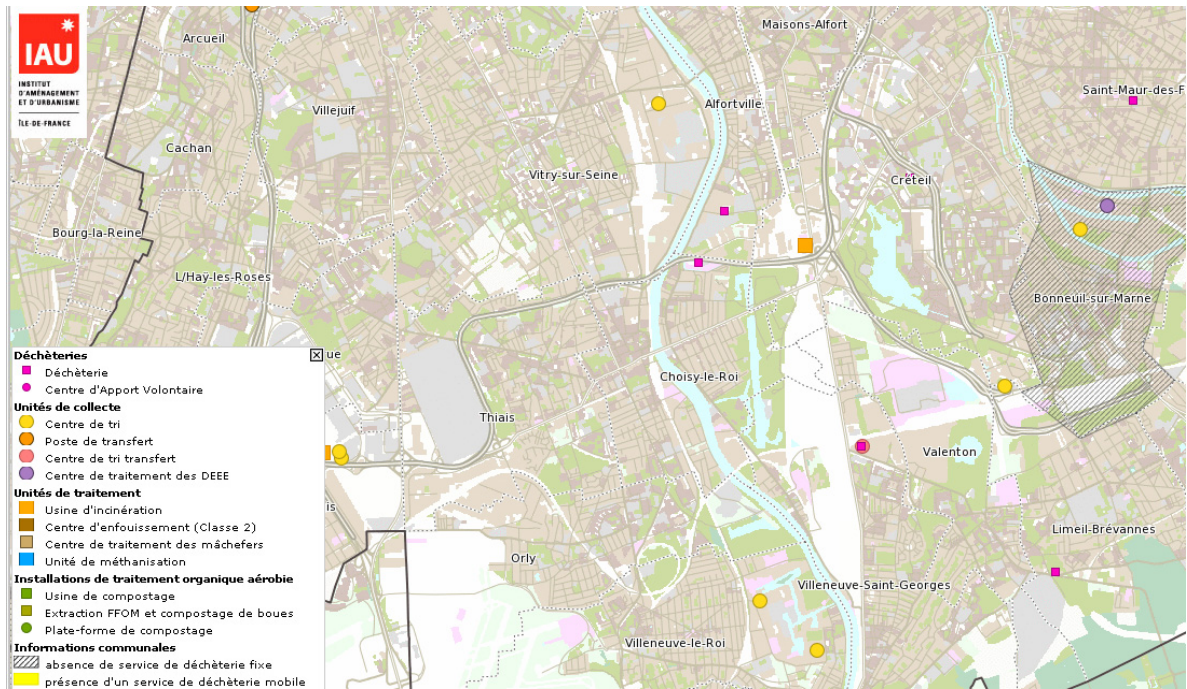 IAU
INSTITUT
D'AMÉNAGEMENT
ET D'URBANISME
ÎLE-DE-FRANCE
Arcueil
Maisons-Alfort
Saint-Maur-des-F
Villejuif
Alfortville
Cachan
Vitry-sur-Seine
Créteil
Bourg-la-Reine
L'Haÿ-les-Roses
Bonneuil-sur-Marne
ue
Choisy-le-Roi
Thiais
Valenton
is
Limeil-Brévannes
Orly
Villeneuve-Saint-Georges
Villeneuve-le-Roi
Déchèteries
Déchèterie
Centre d'Apport Volontaire
Unités de collecte
Centre de tri
Poste de transfert
Centre de tri transfert
Centre de traitement des DEEE
Unités de traitement
Usine d'incinération
Centre d'enfouissement (Classe 2)
Centre de traitement des mâchefers
Unité de méthanisation
Installations de traitement organique aérobie
Usine de compostage
Extraction FFOM et compostage de boues
Plate-forme de compostage
Informations communales
absence de service de déchèterie fixe
présence d'un service de déchèterie mobile